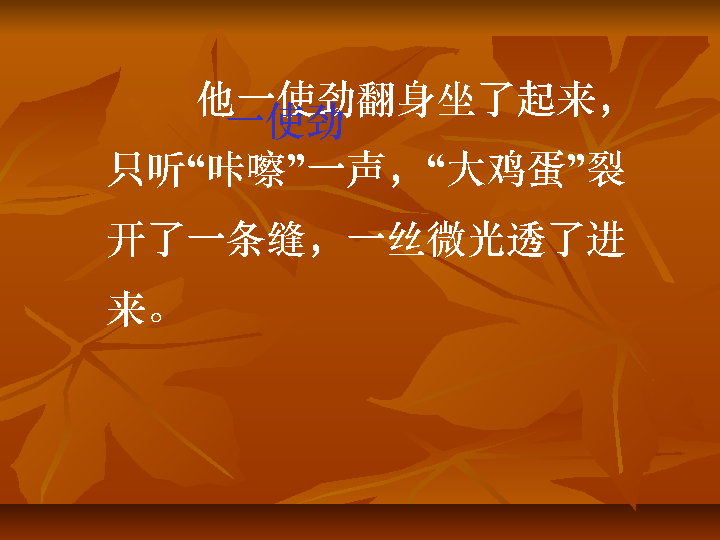 他一使劲翻身坐了起来，
一使劲
只听“咔嚓”一声，“大鸡蛋”裂
开了一条缝，一丝微光透了进
来。